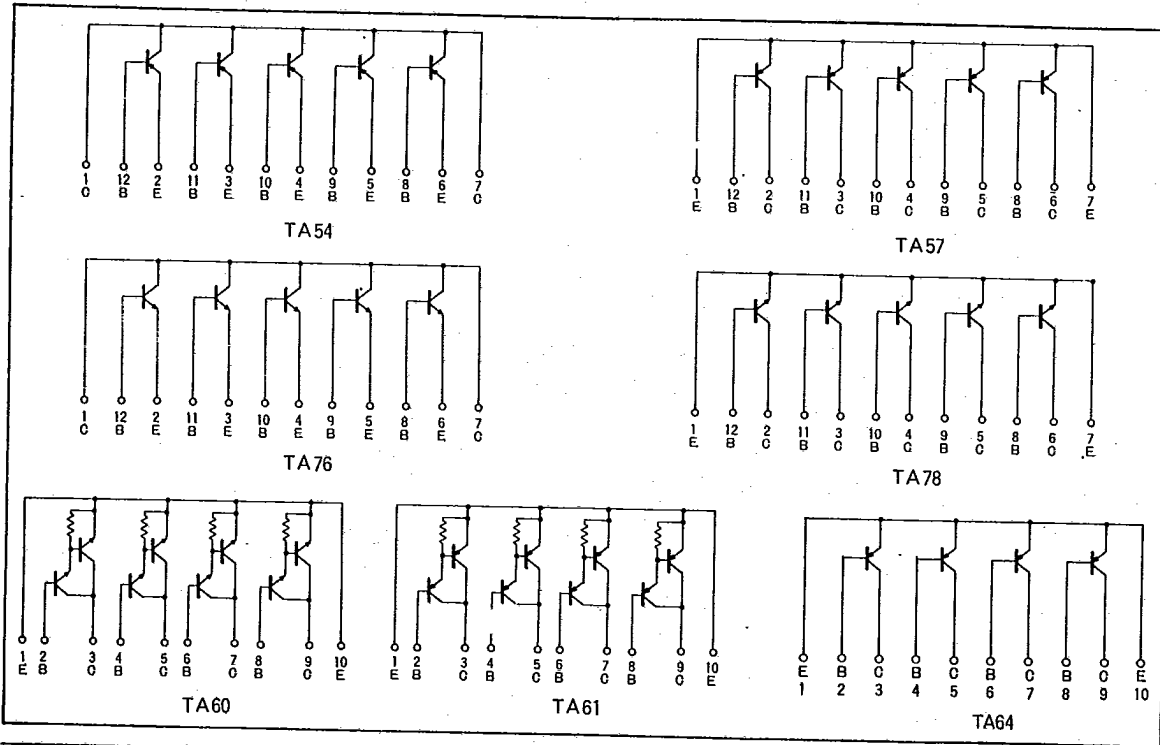 1 12 2 11 3 10 4 9 5 8 6 7
C B E B E B E B E B E C
TA54
1 12 2 11 3 10 4 9 5 8 6 7
E B C B C B C B C B C E
TA57
1 12 2 11 3 10 4 9 5 8 6 7
C B E B E B E B E B E C
TA76
1 12 2 11 3 10 4 9 5 8 6 7
E B C B C B C B C B C E
TA78
1 2 3 4 5 6 7 8 9 10
E B C B C B C B C E
TA60
1 2 3 4 5 6 7 8 9 10
E B C B C B C B C E
TA61
E B C B C B C B C E
1 2 3 4 5 6 7 8 9 10
TA64